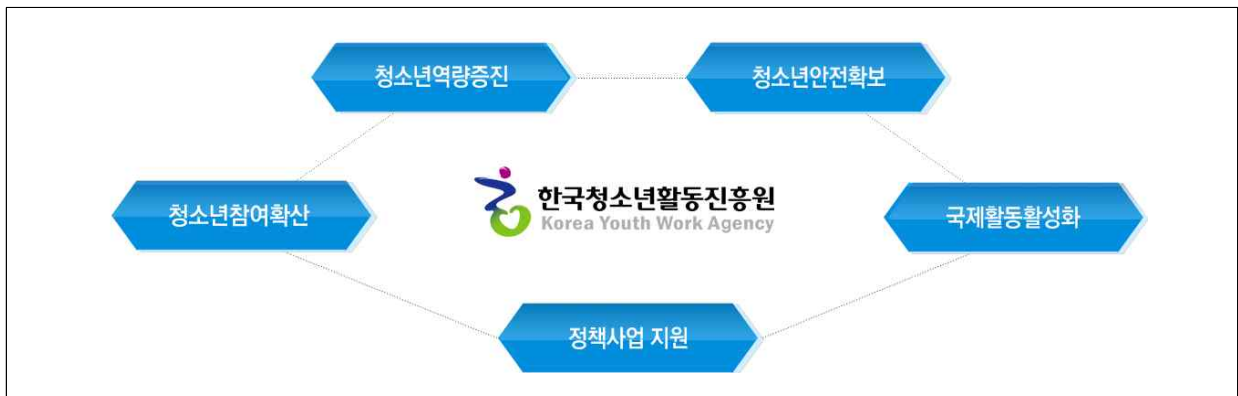 청소년역량증진
청소년안전확보
청소년참여확산
한국청소년활동진흥원
Korea Youth Work Agency
국제활동활성화
정책사업 지원